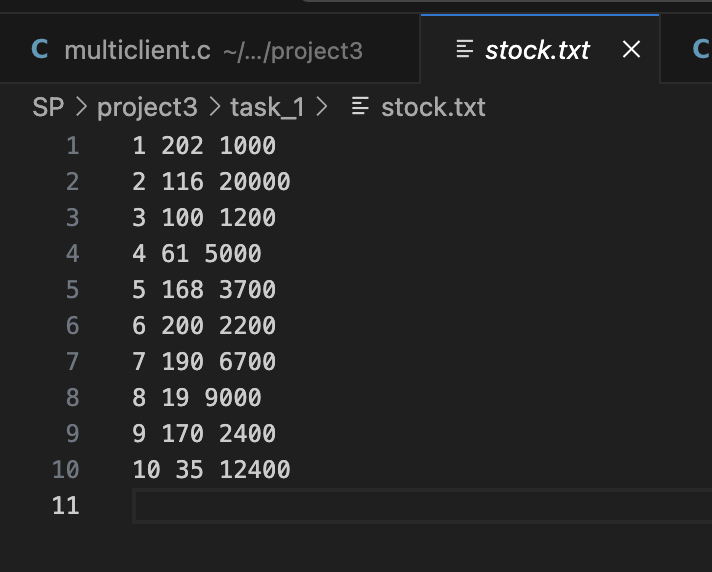 C multiclient.c ~/.../project3 stock.txt × C
SP > project3 > task_1 > stock.txt
1 1 202 1000
2 2 116 20000
3 3 100 1200
4 4 61 5000
5 5 168 3700
6 6 200 2200
7 7 190 6700
8 8 19 9000
9 9 170 2400
10 10 35 12400
11